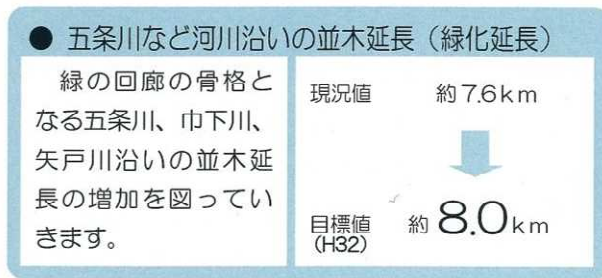 ● 五条川など河川沿いの並木延長（緑化延長）
緑の回廊の骨格と
なる五条川、巾下川、
矢戸川沿いの並木延
長の増加を図ってい
きます。
現況値 約7.6km
目標値 約8.0km
(H32)